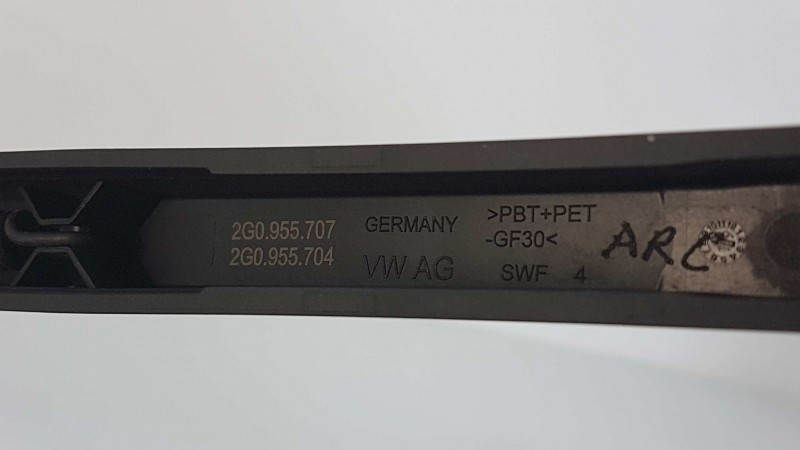 2G0.955.707
2G0.955.704
GERMANY
VW AG
>PBT+PET
-GF30<
SWF 4
ARC